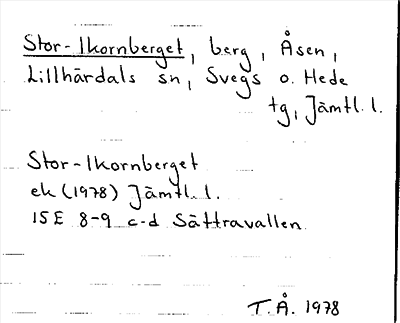 Stor-Ikornberget, berg, Åsen,
Lillhärdals sn, Svegs o. Hede
tg, Jämtl. l.
Stor-Ikornberget
ek (1978) Jämtl. l.
15E 8-9 c-d Sättravallen
T.Å. 1978